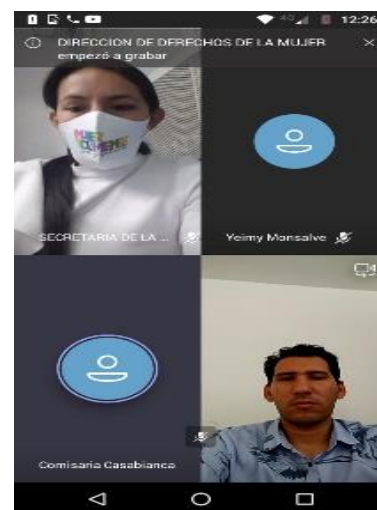 12:26
DIRECCION DE DERECHOS DE LA MUJER
empezó a grabar
SECRETARIA DE LA ...
Yeimy Monsalve
Comisaria Casabianca